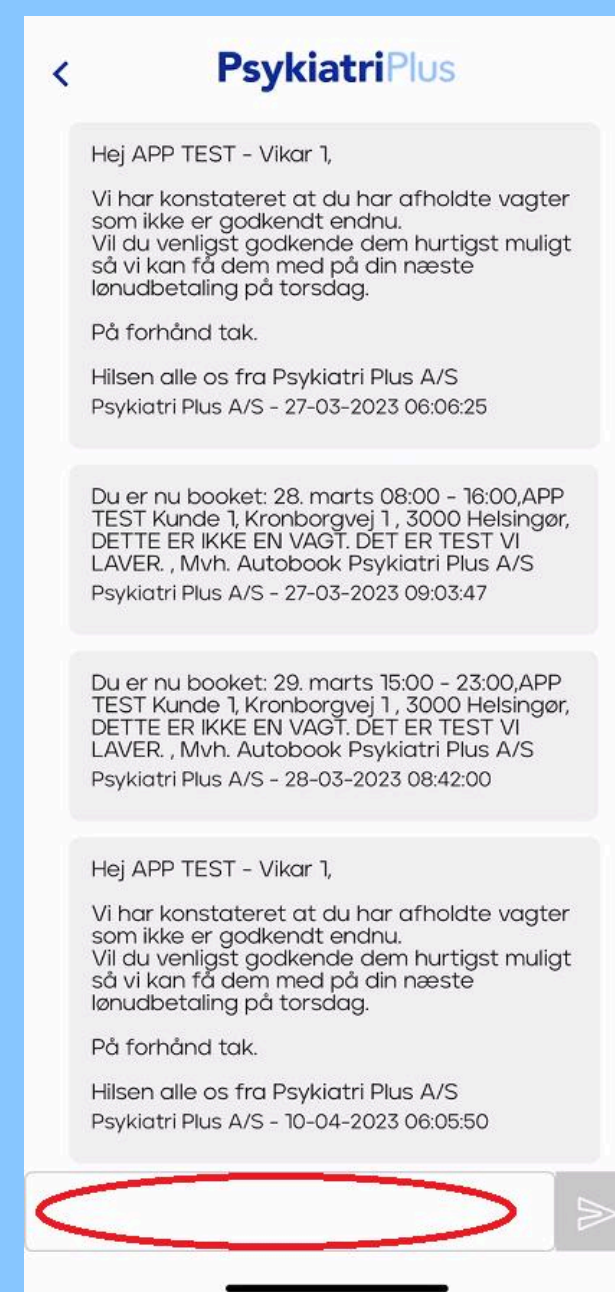 PsykiatriPlus
Hej APP TEST - Vikar 1,
Vi har konstateret at du har afholdte vagter
som ikke er godkendt endnu.
Vil du venligst godkende dem hurtigst muligt
så vi kan få dem med på din næste
lønudbetaling på torsdag.
På forhånd tak.
Hilsen alle os fra Psykiatri Plus A/S
Psykiatri Plus A/S - 27-03-2023 06:06:25
Du er nu booket: 28. marts 08:00 - 16:00,APP
TEST Kunde 1, Kronborgvej 1 , 3000 Helsingør,
DETTE ER IKKE EN VAGT. DET ER TEST VI
LAVER. , Mvh. Autobook Psykiatri Plus A/S
Psykiatri Plus A/S - 27-03-2023 09:03:47
Du er nu booket: 29. marts 15:00 - 23:00,APP
TEST Kunde 1, Kronborgvej 1 , 3000 Helsingør,
DETTE ER IKKE EN VAGT. DET ER TEST VI
LAVER. , Mvh. Autobook Psykiatri Plus A/S
Psykiatri Plus A/S - 28-03-2023 08:42:00
Hej APP TEST - Vikar 1,
Vi har konstateret at du har afholdte vagter
som ikke er godkendt endnu.
Vil du venligst godkende dem hurtigst muligt
så vi kan få dem med på din næste
lønudbetaling på torsdag.
På forhånd tak.
Hilsen alle os fra Psykiatri Plus A/S
Psykiatri Plus A/S - 10-04-2023 06:05:50